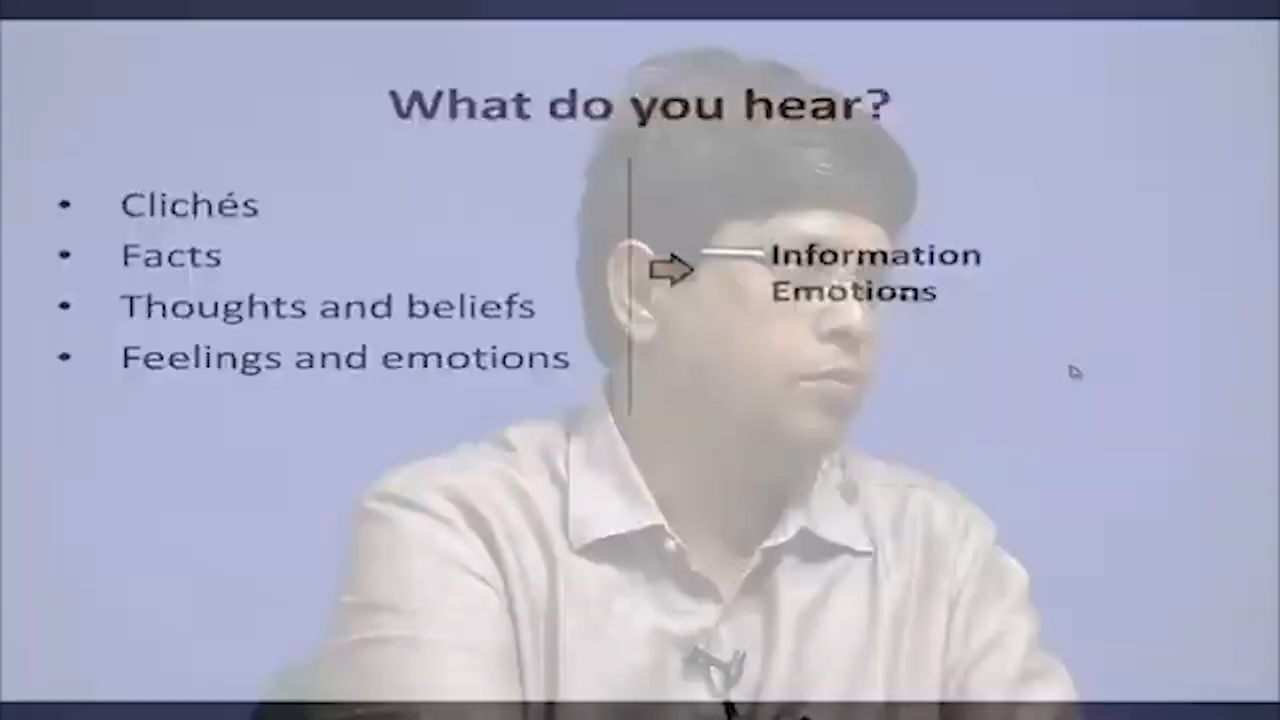 What do you hear?
• Clichés
• Facts
• Thoughts and beliefs
• Feelings and emotions
Information
Emotions